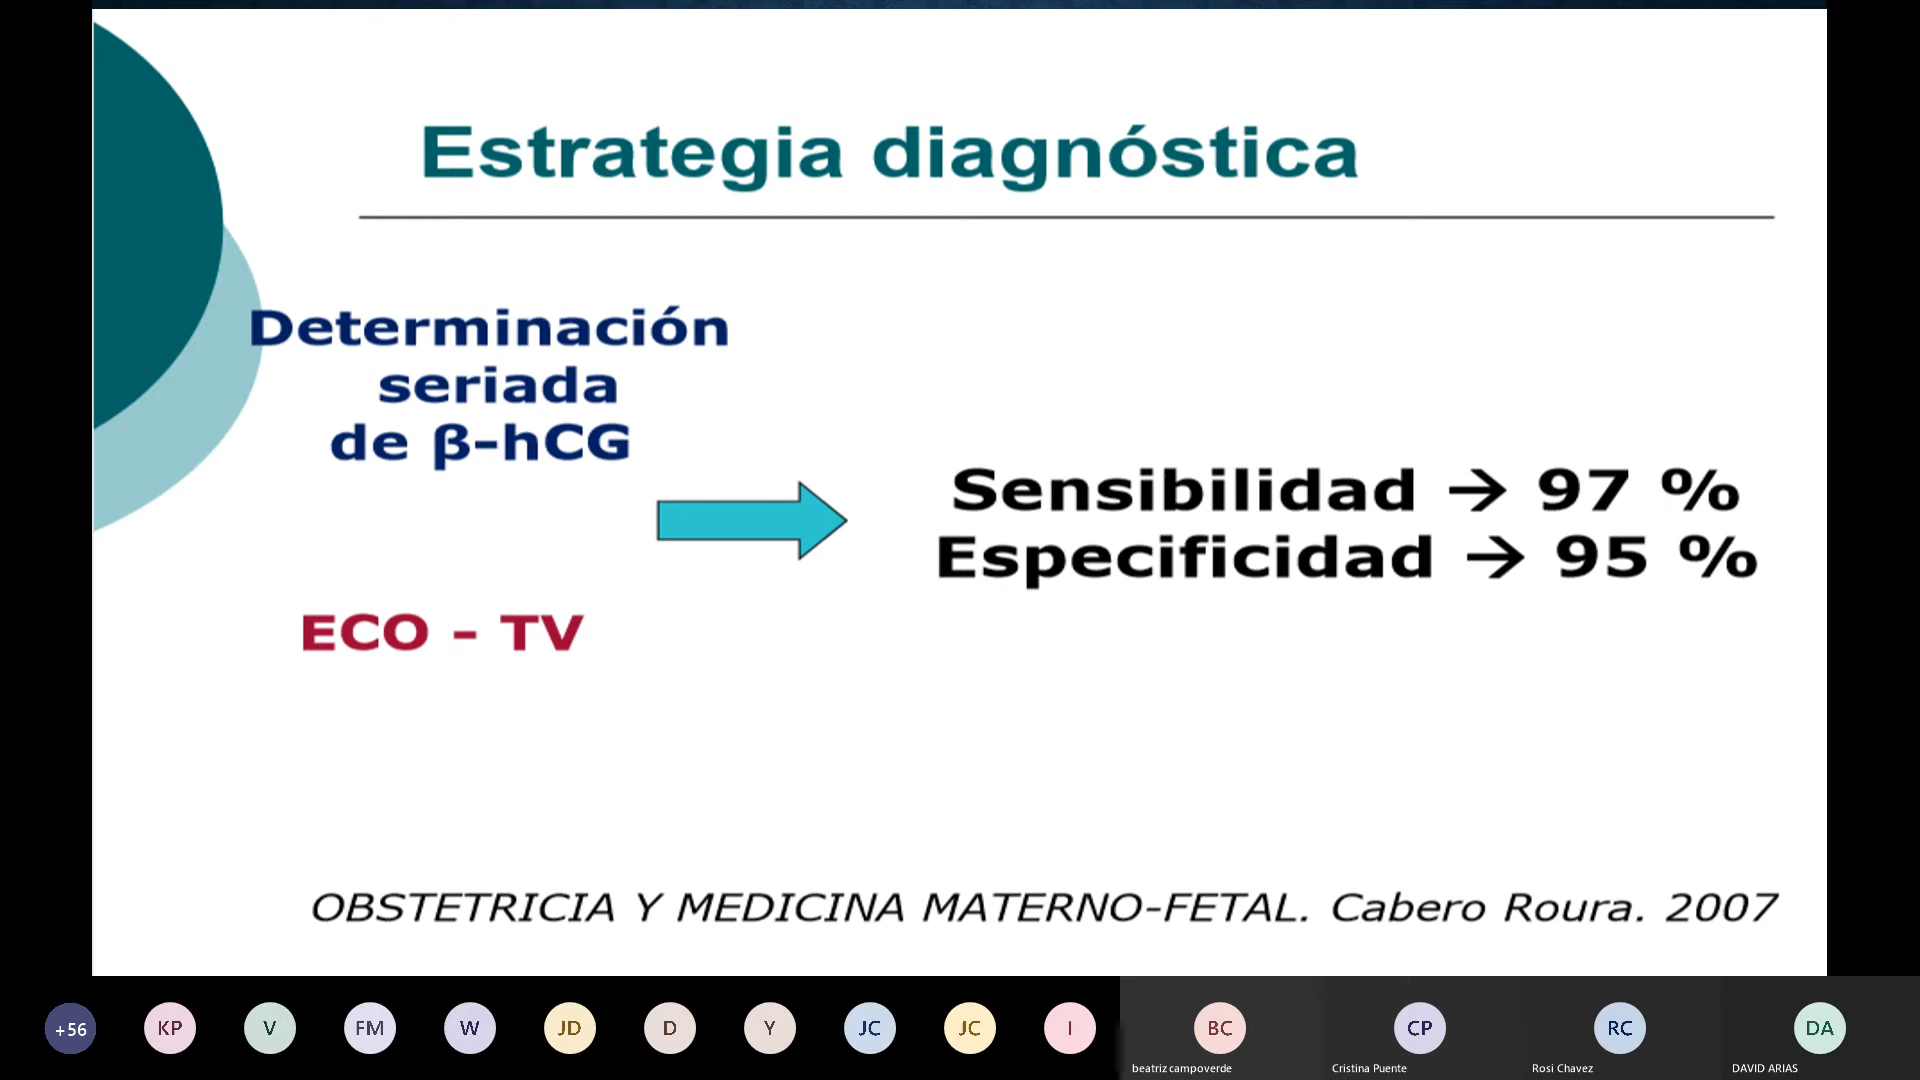 Estrategia diagnóstica
Determinación
seriada
de β-hCG
Sensibilidad → 97 %
Especificidad → 95 %
ECO - TV
OBSTETRICIA Y MEDICINA MATERNO-FETAL. Cabero Roura. 2007
+56
KP
V
FM
W
JD
D
Y
JC
JC
I
BC
CP
RC
DA
beatriz campoverde
Cristina Puente
Rosi Chavez
DAVID ARIAS